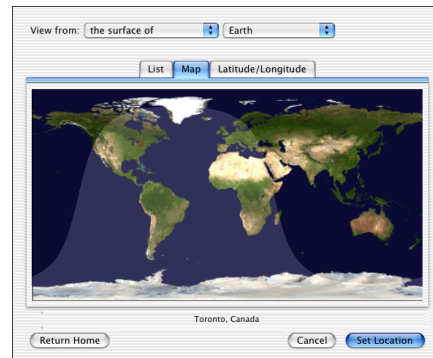 View from: the surface of Earth
List Map Latitude/Longitude
Toronto, Canada
Return Home Cancel Set Location